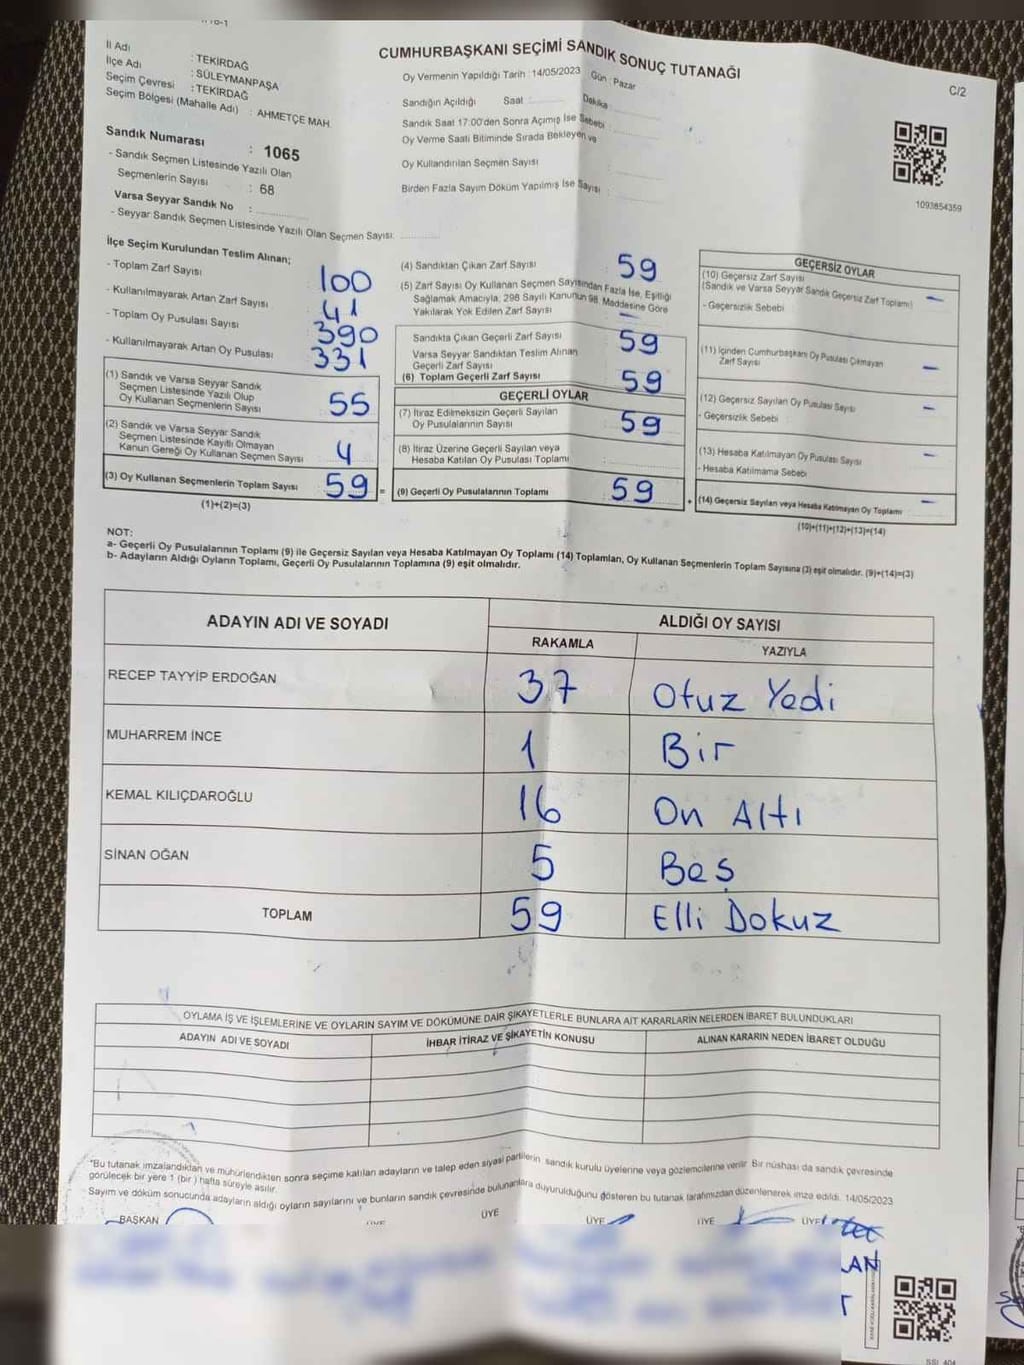 CUMHURBAŞKANI SEÇİMİ SANDIK SONUÇ TUTANAĞI
C/2
İl Adı : TEKİRDAĞ
İlçe Adı : SÜLEYMANPAŞA
Seçim Çevresi : TEKİRDAĞ
Seçim Bölgesi (Mahalle Adı) : AHMETÇE MAH.
Sandık Numarası : 1065
- Sandık Seçmen Listesinde Yazılı Olan
Seçmenlerin Sayısı : 68
Varsa Seyyar Sandık No :
- Seyyar Sandık Seçmen Listesinde Yazılı Olan Seçmen Sayısı:
Oy Vermenin Yapıldığı Tarih : 14/05/2023 Gün : Pazar
Sandığın Açıldığı Saat Dakika
Sandık Saat 17:00'den Sonra Açımış İse Sebebi :
Oy Verme Saati Bitiminde Sırada Bekleyen ve
Oy Kullandırılan Seçmen Sayısı
Birden Fazla Sayım Döküm Yapılmış İse Sayısı :
1093854359
İlçe Seçim Kurulundan Teslim Alınan;
- Toplam Zarf Sayısı 100
- Kullanılmayarak Artan Zarf Sayısı 41
- Toplam Oy Pusulası Sayısı 390
- Kullanılmayarak Artan Oy Pusulası 331
(1) Sandık ve Varsa Seyyar Sandık
Seçmen Listesinde Yazılı Olup
Oy Kullanan Seçmenlerin Sayısı 55
(2) Sandık ve Varsa Seyyar Sandık
Seçmen Listesinde Kayıtlı Olmayan
Kanun Gereği Oy Kullanan Seçmen Sayısı 4
(3) Oy Kullanan Seçmenlerin Toplam Sayısı 59 =
(1)+(2)=(3)
(4) Sandıktan Çıkan Zarf Sayısı 59
(5) Zarf Sayısı Oy Kullanan Seçmen Sayısından Fazla İse, Eşitliği
Sağlamak Amacıyla; 298 Sayılı Kanunun 98. Maddesine Göre
Yakılarak Yok Edilen Zarf Sayısı —
Sandıkta Çıkan Geçerli Zarf Sayısı 59
Varsa Seyyar Sandıktan Teslim Alınan
Geçerli Zarf Sayısı
(6) Toplam Geçerli Zarf Sayısı 59
GEÇERLİ OYLAR
(7) İtiraz Edilmeksizin Geçerli Sayılan
Oy Pusulalarının Sayısı 59
(8) İtiraz Üzerine Geçerli Sayılan veya
Hesaba Katılan Oy Pusulası Toplamı
(9) Geçerli Oy Pusulalarının Toplamı 59 +
GEÇERSİZ OYLAR
(10) Geçersiz Zarf Sayısı
(Sandık ve Varsa Seyyar Sandık Geçersiz Zarf Toplamı) —
- Geçersizlik Sebebi
(11) İçinden Cumhurbaşkanı Oy Pusulası Çıkmayan
Zarf Sayısı —
(12) Geçersiz Sayılan Oy Pusulası Sayısı —
- Geçersizlik Sebebi :
(13) Hesaba Katılmayan Oy Pusulası Sayısı —
- Hesaba Katılmama Sebebi
(14) Geçersiz Sayılan veya Hesaba Katılmayan Oy Toplamı —
(10)+(11)+(12)+(13)=(14)
NOT:
a- Geçerli Oy Pusulalarının Toplamı (9) ile Geçersiz Sayılan veya Hesaba Katılmayan Oy Toplamı (14) Toplamları, Oy Kullanan Seçmenlerin Toplam Sayısına (3) eşit olmalıdır. (9)+(14)=(3)
b- Adayların Aldığı Oyların Toplamı, Geçerli Oy Pusulalarının Toplamına (9) eşit olmalıdır.
ADAYIN ADI VE SOYADI ALDIĞI OY SAYISI
RAKAMLA YAZIYLA
RECEP TAYYİP ERDOĞAN 37 Otuz Yedi
MUHARREM İNCE 1 Bir
KEMAL KILIÇDAROĞLU 16 On Altı
SİNAN OĞAN 5 Beş
TOPLAM 59 Elli Dokuz
OYLAMA İŞ VE İŞLEMLERİNE VE OYLARIN SAYIM VE DÖKÜMÜNE DAİR ŞİKAYETLERLE BUNLARA AİT KARARLARIN NELERDEN İBARET BULUNDUKLARI
ADAYIN ADI VE SOYADI İHBAR İTİRAZ VE ŞİKAYETİN KONUSU ALINAN KARARIN NEDEN İBARET OLDUĞU
*Bu tutanak imzalandıktan ve mühürlendikten sonra seçime katılan adayların ve talep eden siyasi partilerin sandık kurulu üyelerine veya gözlemcilerine verilir. Bir nüshası da sandık çevresinde
görülecek bir yere 1 (bir) hafta süreyle asılır.
Sayım ve döküm sonucunda adayların aldığı oyların sayılarını ve bunların sandık çevresinde bulunanlara duyurulduğunu gösteren bu tutanak tarafımızdan düzenlenerek imza edildi. 14/05/2023
BAŞKAN ÜYE ÜYE ÜYE ÜYE ÜYE
AN